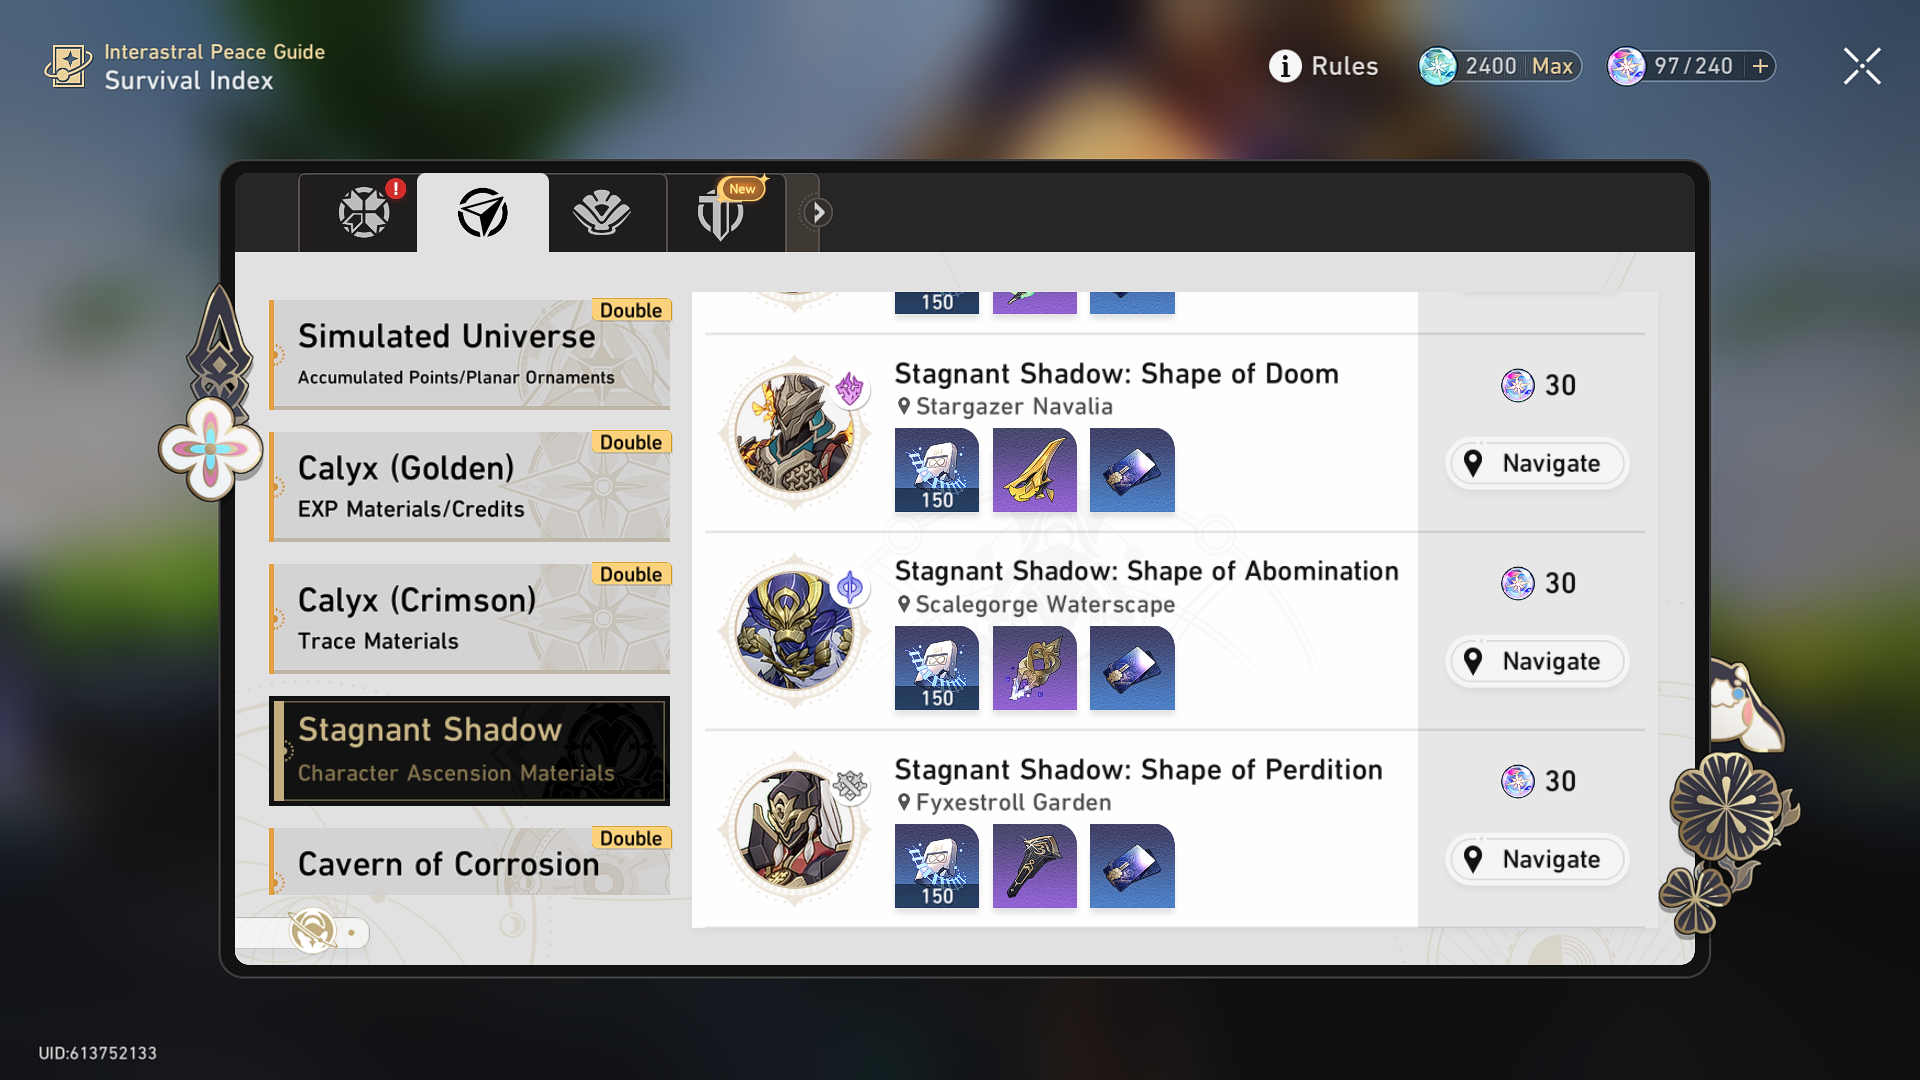 Interastral Peace Guide
Survival Index
Rules
2400 Max
97/240 +
New
Double
Simulated Universe
Accumulated Points/Planar Ornaments
Double
Calyx (Golden)
EXP Materials/Credits
Double
Calyx (Crimson)
Trace Materials
Stagnant Shadow
Character Ascension Materials
Double
Cavern of Corrosion
150
Stagnant Shadow: Shape of Doom
Stargazer Navalia
150
30
Navigate
Stagnant Shadow: Shape of Abomination
Scalegorge Waterscape
150
30
Navigate
Stagnant Shadow: Shape of Perdition
Fyxestroll Garden
150
30
Navigate
UID:613752133